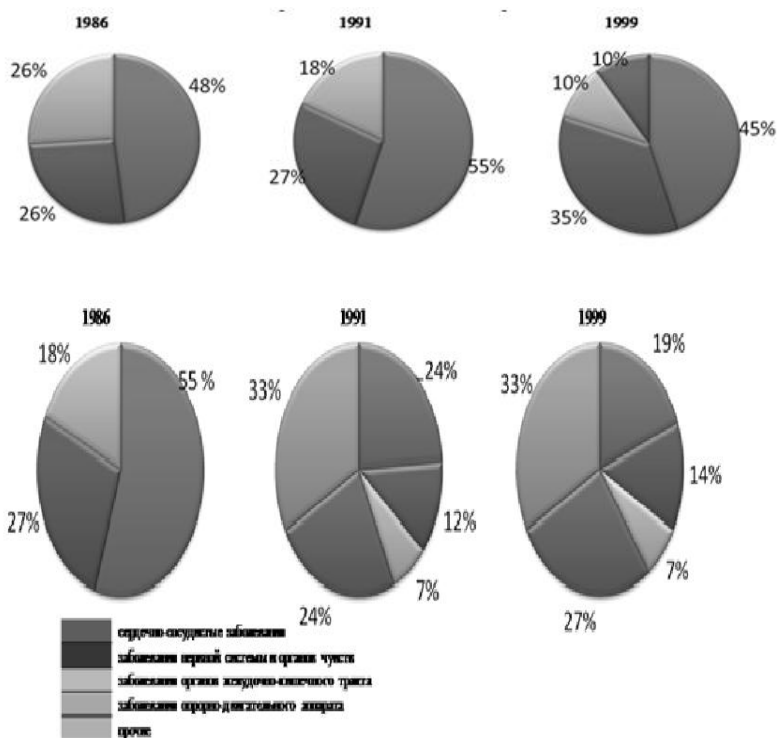 1986 1991 1999
26% 48% 26%
18% 55% 27%
10% 10% 45% 35%
1986 1991 1999
18% 55 % 27%
33% 24% 12% 7% 24%
33% 19% 14% 7% 27%
сердечно-сосудистые заболевания
заболевания нервной системы и органов чувств
заболевания органов желудочно-кишечного тракта
заболевания опорно-двигательного аппарата
прочие